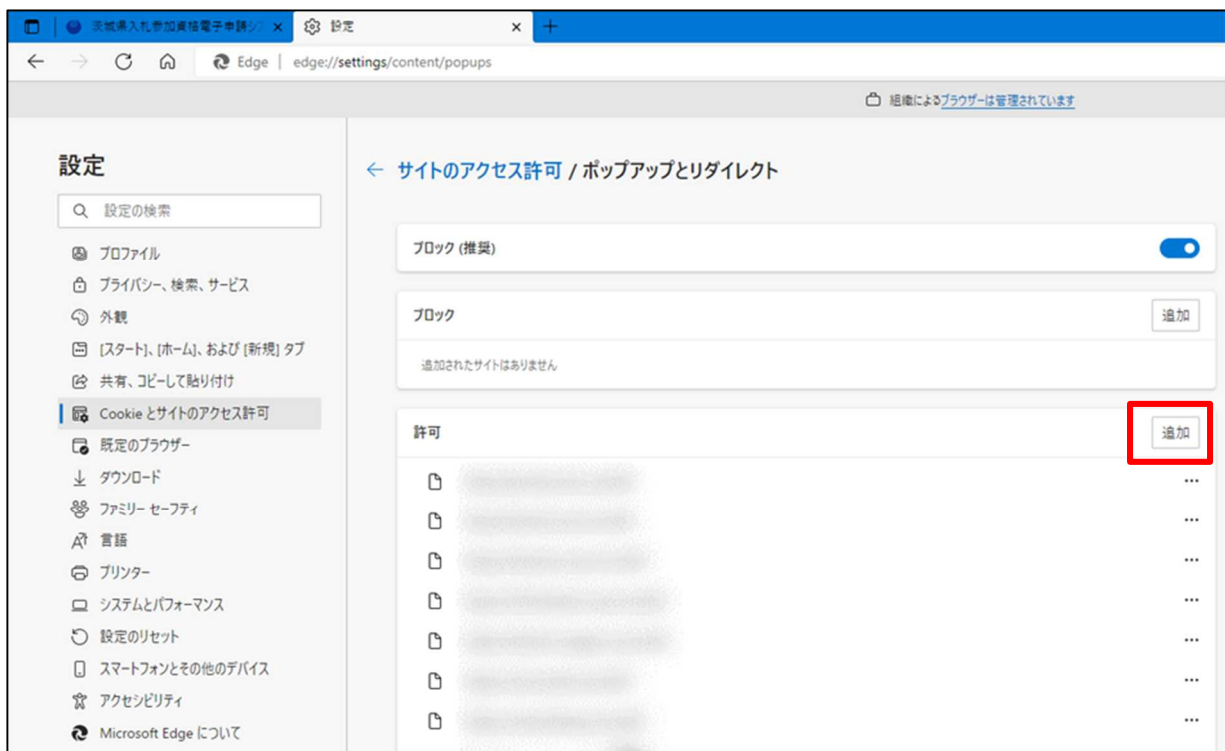 茨城県入札参加資格電子申請シ
設定
Edge
edge://settings/content/popups
組織によるブラウザーは管理されています
設定
設定の検索
プロファイル
プライバシー、検索、サービス
外観
[スタート]、[ホーム]、および [新規] タブ
共有、コピーして貼り付け
Cookie とサイトのアクセス許可
既定のブラウザー
ダウンロード
ファミリー セーフティ
言語
プリンター
システムとパフォーマンス
設定のリセット
スマートフォンとその他のデバイス
アクセシビリティ
Microsoft Edge について
サイトのアクセス許可 / ポップアップとリダイレクト
ブロック (推奨)
ブロック
追加
追加されたサイトはありません
許可
追加